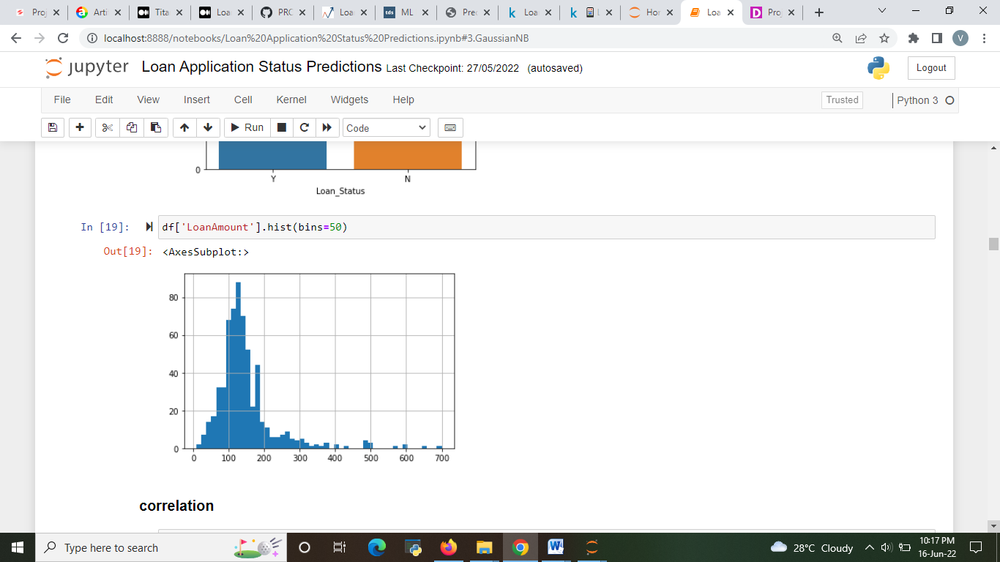 Proj
Arti
Tita
Loa
PRC
Loa
tds ML
Prec
k Loa
k L
Hor
Loa
D Proj
localhost:8888/notebooks/Loan%20Application%20Status%20Predictions.ipynb#3.GaussianNB
V
jupyter Loan Application Status Predictions Last Checkpoint: 27/05/2022 (autosaved)
Logout
File Edit View Insert Cell Kernel Widgets Help
Trusted
Python 3
Run
Code
0
Y N
Loan_Status
In [19]: df['LoanAmount'].hist(bins=50)
Out[19]: <AxesSubplot:>
80
60
40
20
0
0 100 200 300 400 500 600 700
correlation
Type here to search
28°C Cloudy
10:17 PM
16-Jun-22